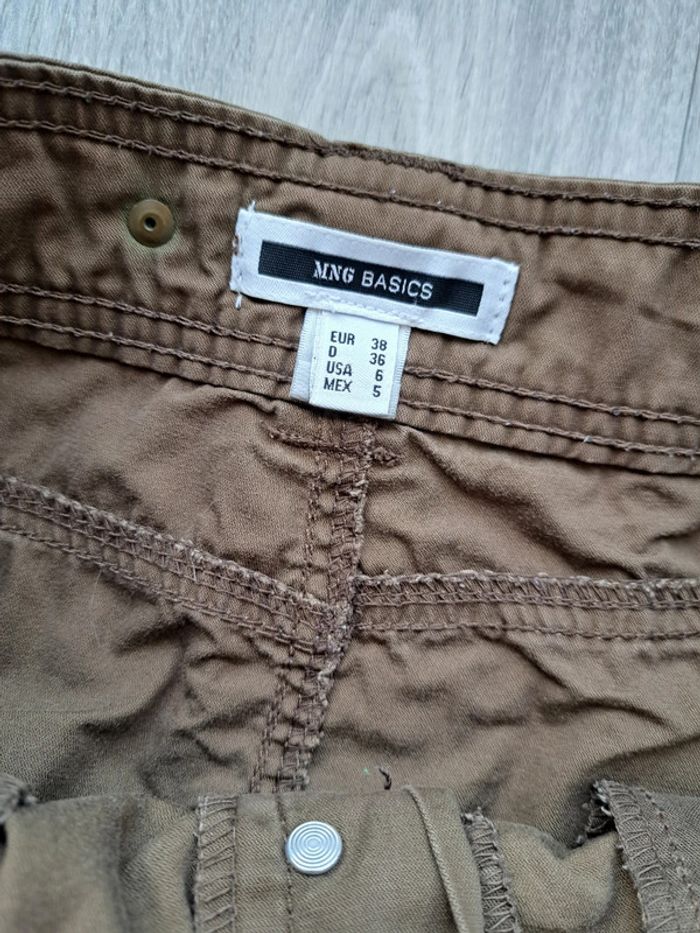 MNG BASICS
EUR 38
D 36
USA 6
MEX 5